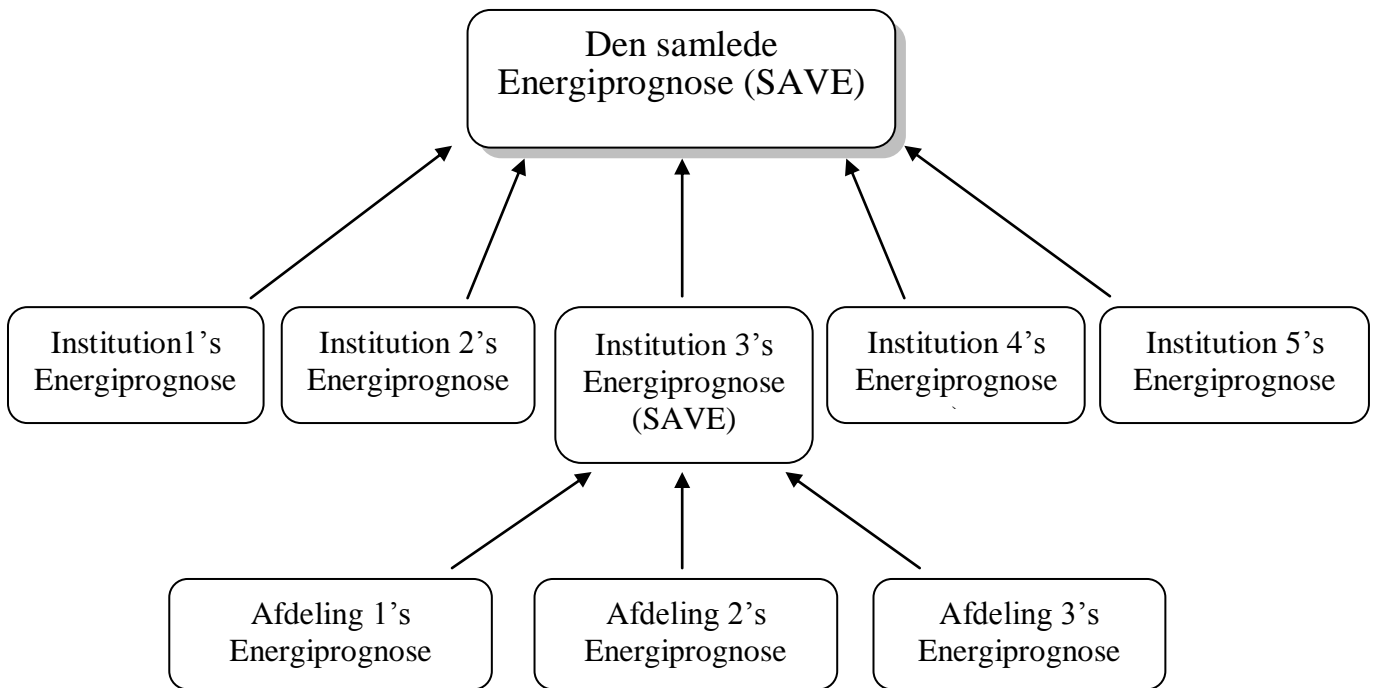 Den samlede
Energiprognose (SAVE)
Institution1’s
Energiprognose
Institution 2’s
Energiprognose
Institution 3’s
Energiprognose
(SAVE)
Institution 4’s
Energiprognose
`
Institution 5’s
Energiprognose
Afdeling 1’s
Energiprognose
Afdeling 2’s
Energiprognose
Afdeling 3’s
Energiprognose